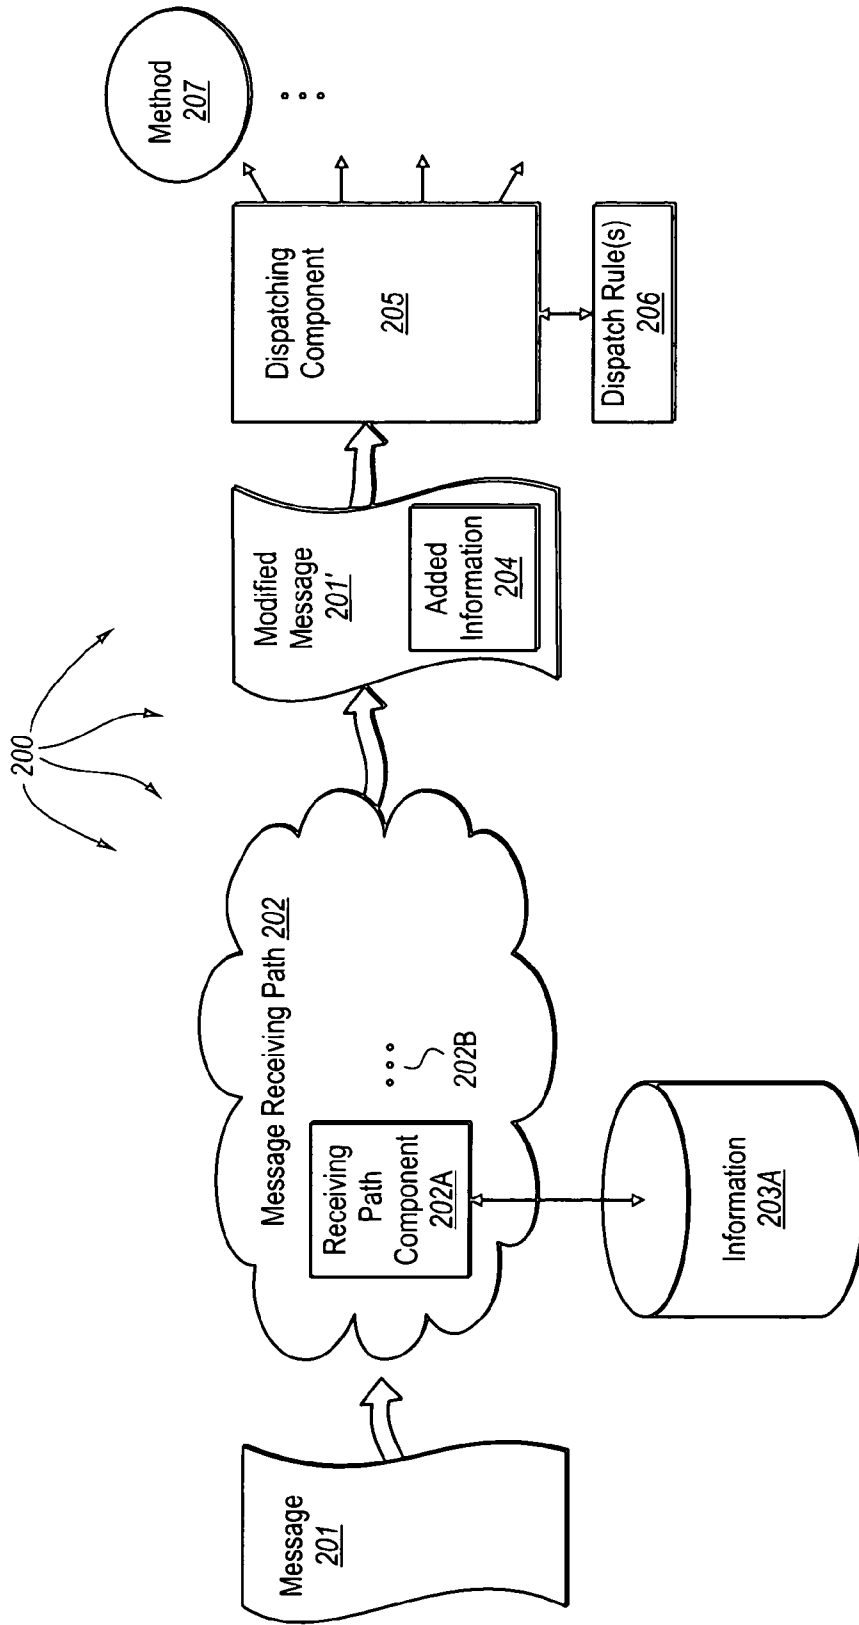 200
Message
201
Message Receiving Path 202
Receiving
Path
Component
202A
202B
Information
203A
Modified
Message
201'
Added
Information
204
Dispatching
Component
205
Dispatch Rule(s)
206
Method
207